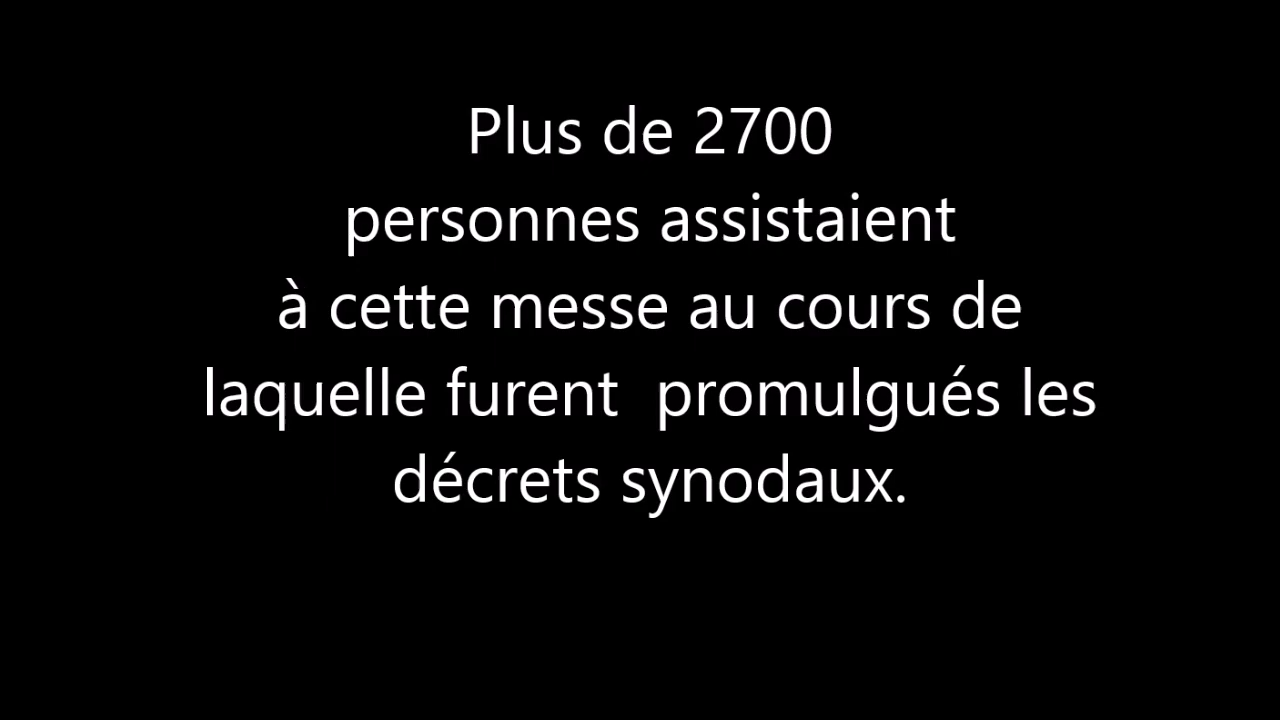 Plus de 2700
personnes assistaient
à cette messe au cours de
laquelle furent  promulgués les
décrets synodaux.